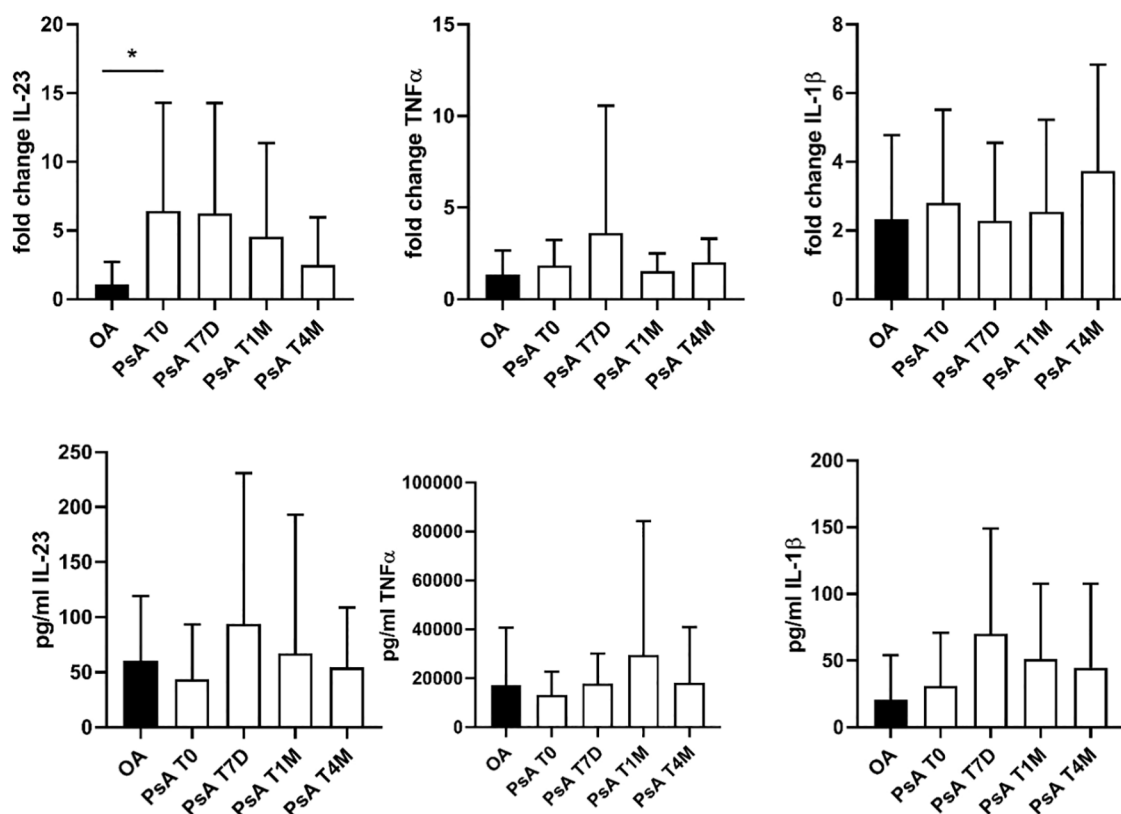 fold change IL-23
20
15
10
5
0
*
OA
PsA T0
PsA T7D
PsA T1M
PsA T4M
fold change TNFα
15
10
5
0
OA
PsA T0
PsA T7D
PsA T1M
PsA T4M
fold change IL-1β
8
6
4
2
0
OA
PsA T0
PsA T7D
PsA T1M
PsA T4M
pg/ml IL-23
250
200
150
100
50
0
OA
PsA T0
PsA T7D
PsA T1M
PsA T4M
pg/ml TNFα
100000
80000
60000
40000
20000
0
OA
PsA T0
PsA T7D
PsA T1M
PsA T4M
pg/ml IL-1β
200
150
100
50
0
OA
PsA T0
PsA T7D
PsA T1M
PsA T4M